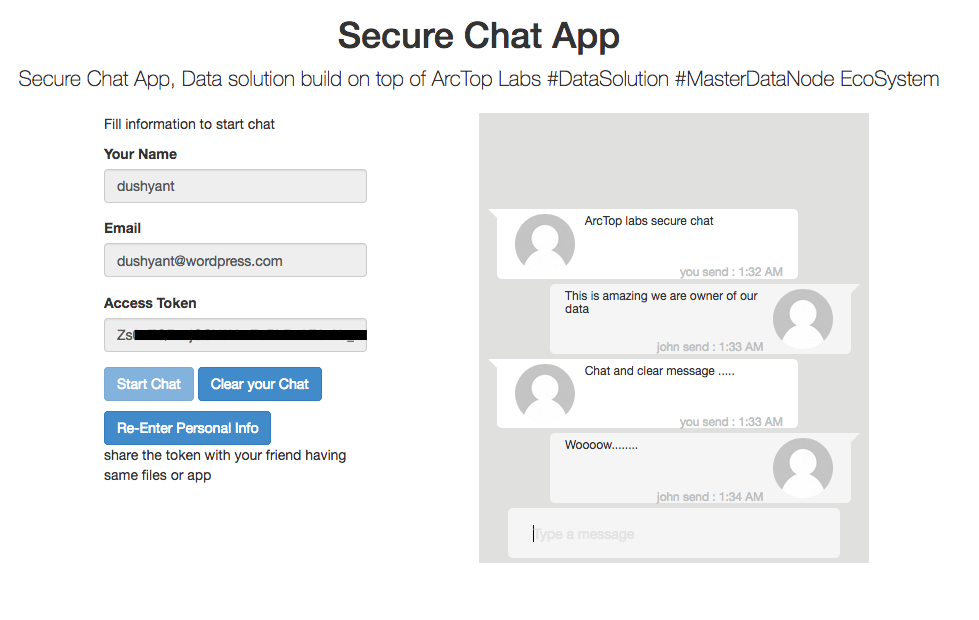 Secure Chat App
Secure Chat App, Data solution build on top of ArcTop Labs #DataSolution #MasterDataNode EcoSystem
Fill information to start chat
Your Name
dushyant
Email
dushyant@wordpress.com
Access Token
Start Chat
Clear your Chat
Re-Enter Personal Info
share the token with your friend having
same files or app
ArcTop labs secure chat
you send : 1:32 AM
This is amazing we are owner of our
data
john send : 1:33 AM
Chat and clear message .....
you send : 1:33 AM
Woooow........
john send : 1:34 AM
Type a message